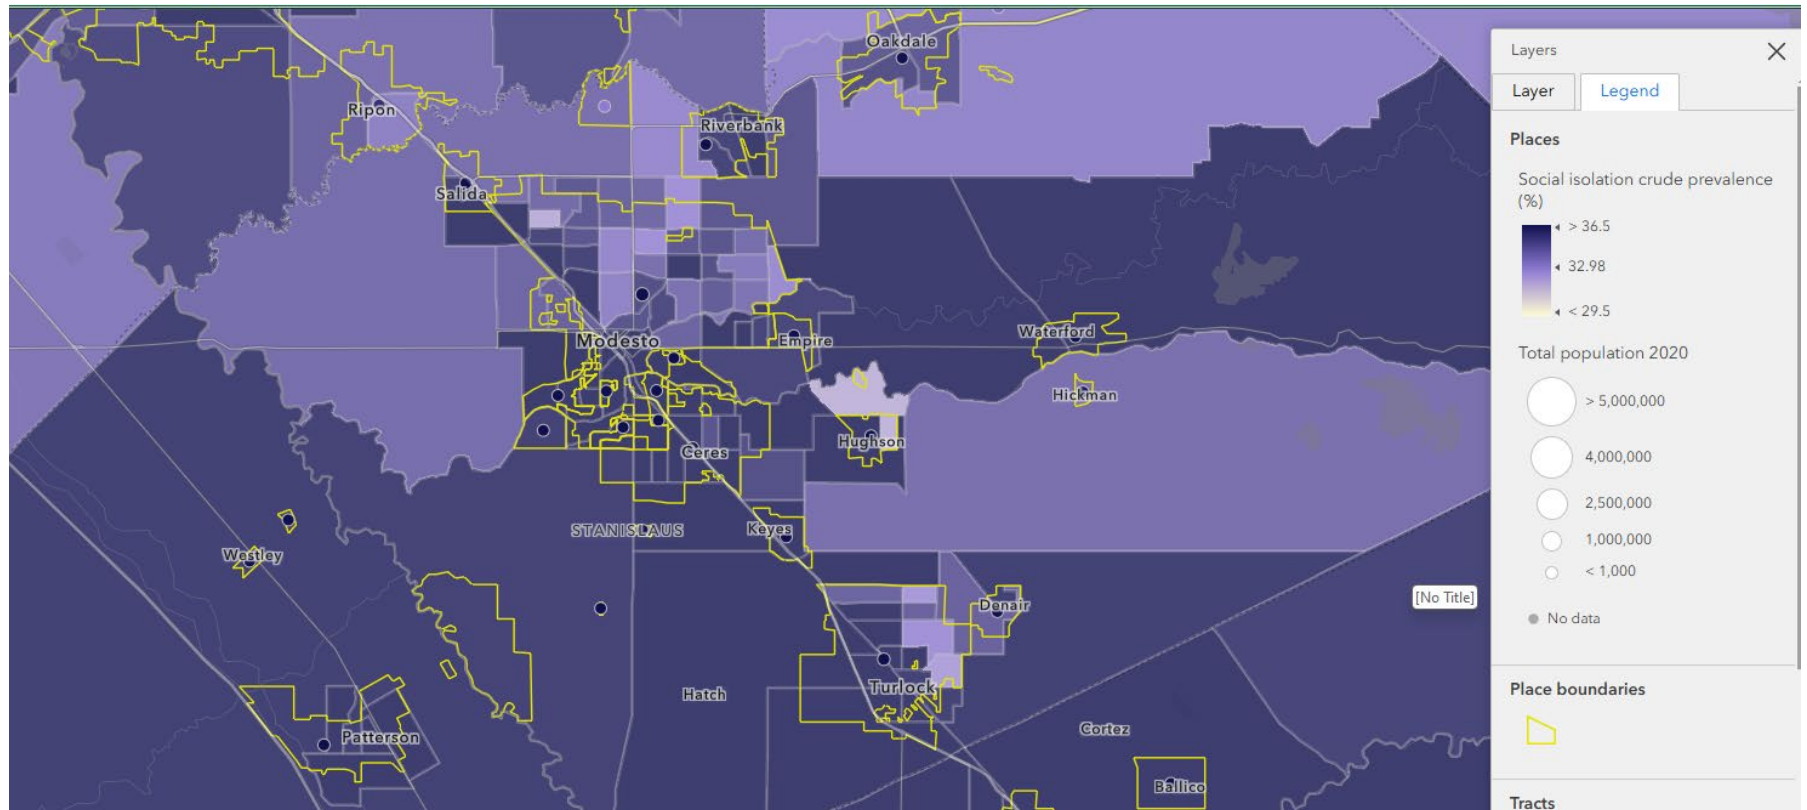 Oakdale
Ripon
Riverbank
Salida
Modesto
Empire
Waterford
Hickman
Hughson
Ceres
STANISLAUS
Keyes
Westley
Denair
Hatch
Turlock
Patterson
Cortez
Ballico
[No Title]
Layers
Layer
Legend
Places
Social isolation crude prevalence
(%)
> 36.5
32.98
< 29.5
Total population 2020
> 5,000,000
4,000,000
2,500,000
1,000,000
< 1,000
No data
Place boundaries
Tracts